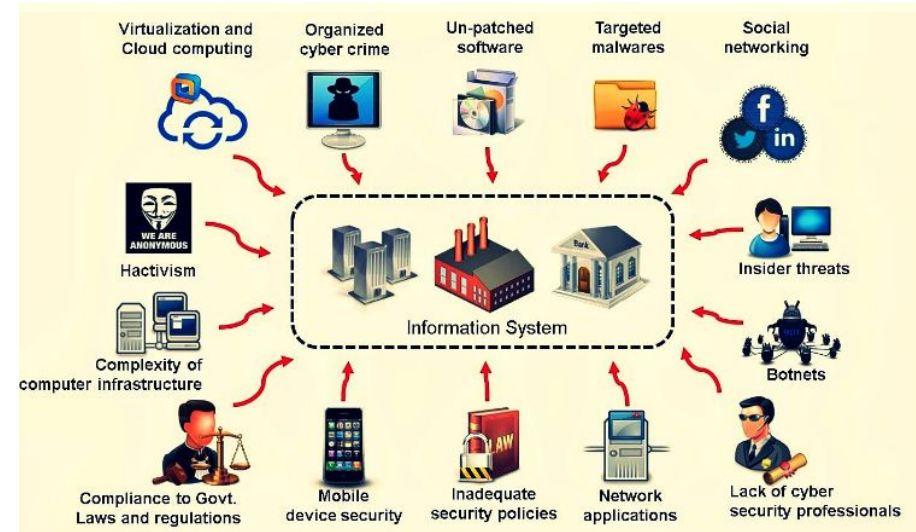 Virtualization and
Cloud computing
Organized
cyber crime
Un-patched
software
Targeted
malwares
Social
networking
WE ARE
ANONYMOUS
Hactivism
Bank
Insider threats
Information System
Complexity of
computer infrastructure
BOT
Botnets
LAW
Compliance to Govt.
Laws and regulations
Mobile
device security
Inadequate
security policies
Network
applications
Lack of cyber
security professionals